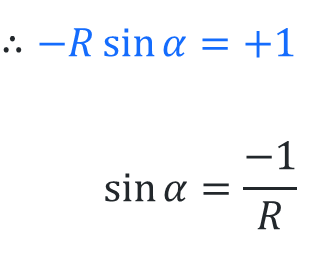 ∴ −R sin α = +1
sin α = −1/R